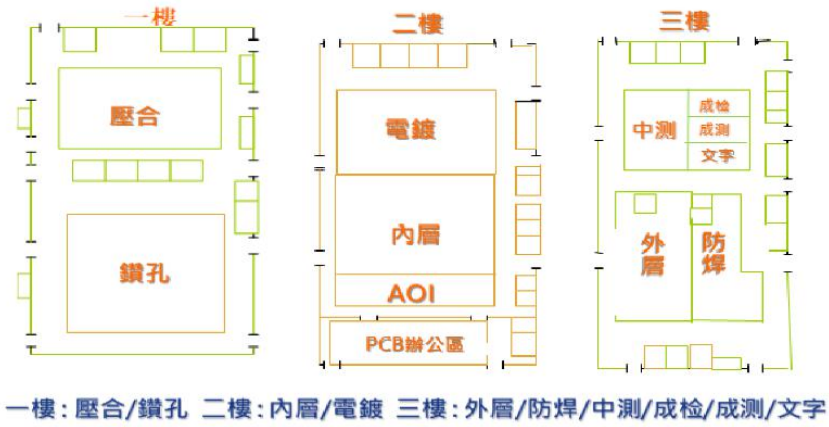 一樓
壓合
鑽孔
二樓
電鍍
內層
AOI
PCB辦公區
三樓
中測
成检
成測
文字
外層
防焊
一樓:壓合/鑽孔 二樓:內層/電鍍 三樓:外層/防焊/中測/成检/成测/文字